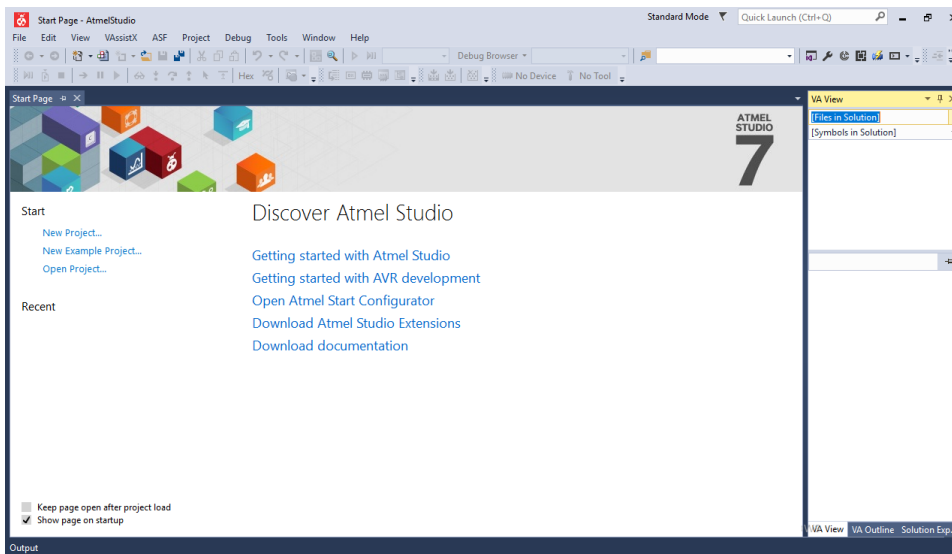 Start Page - AtmelStudio
Standard Mode
Quick Launch (Ctrl+Q)
File Edit View VAssistX ASF Project Debug Tools Window Help
Debug Browser
Hex
No Device
No Tool
Start Page
VA View
ATMEL
STUDIO
7
[Files in Solution]
[Symbols in Solution]
Start
New Project...
New Example Project...
Open Project...
Recent
Discover Atmel Studio
Getting started with Atmel Studio
Getting started with AVR development
Open Atmel Start Configurator
Download Atmel Studio Extensions
Download documentation
Keep page open after project load
Show page on startup
VA View VA Outline Solution Exp.
Output